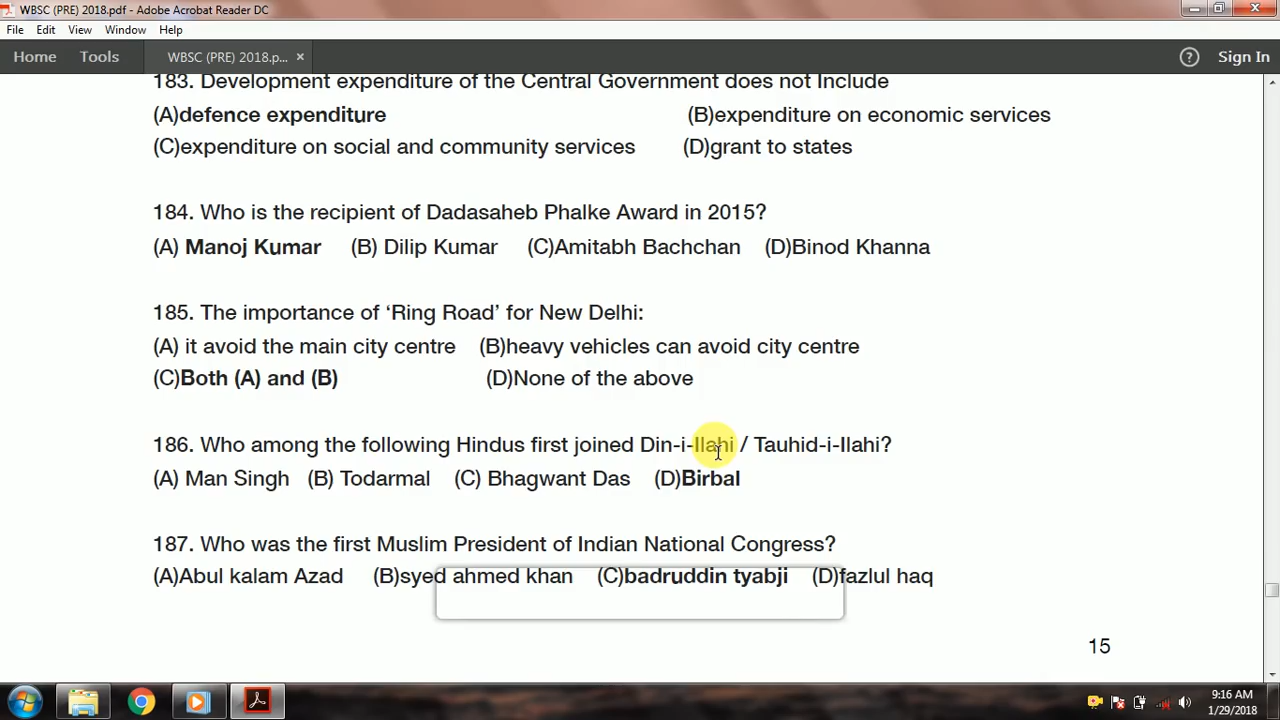 WBSC (PRE) 2018.pdf - Adobe Acrobat Reader DC
File Edit View Window Help
Home Tools WBSC (PRE) 2018.p... × ? Sign In
183. Development expenditure of the Central Government does not Include
(A)defence expenditure (B)expenditure on economic services
(C)expenditure on social and community services (D)grant to states
184. Who is the recipient of Dadasaheb Phalke Award in 2015?
(A) Manoj Kumar (B) Dilip Kumar (C)Amitabh Bachchan (D)Binod Khanna
185. The importance of ‘Ring Road’ for New Delhi:
(A) it avoid the main city centre (B)heavy vehicles can avoid city centre
(C)Both (A) and (B) (D)None of the above
186. Who among the following Hindus first joined Din-i-Ilahi / Tauhid-i-Ilahi?
(A) Man Singh (B) Todarmal (C) Bhagwant Das (D)Birbal
187. Who was the first Muslim President of Indian National Congress?
(A)Abul kalam Azad (B)syed ahmed khan (C)badruddin tyabji (D)fazlul haq
15
9:16 AM
1/29/2018